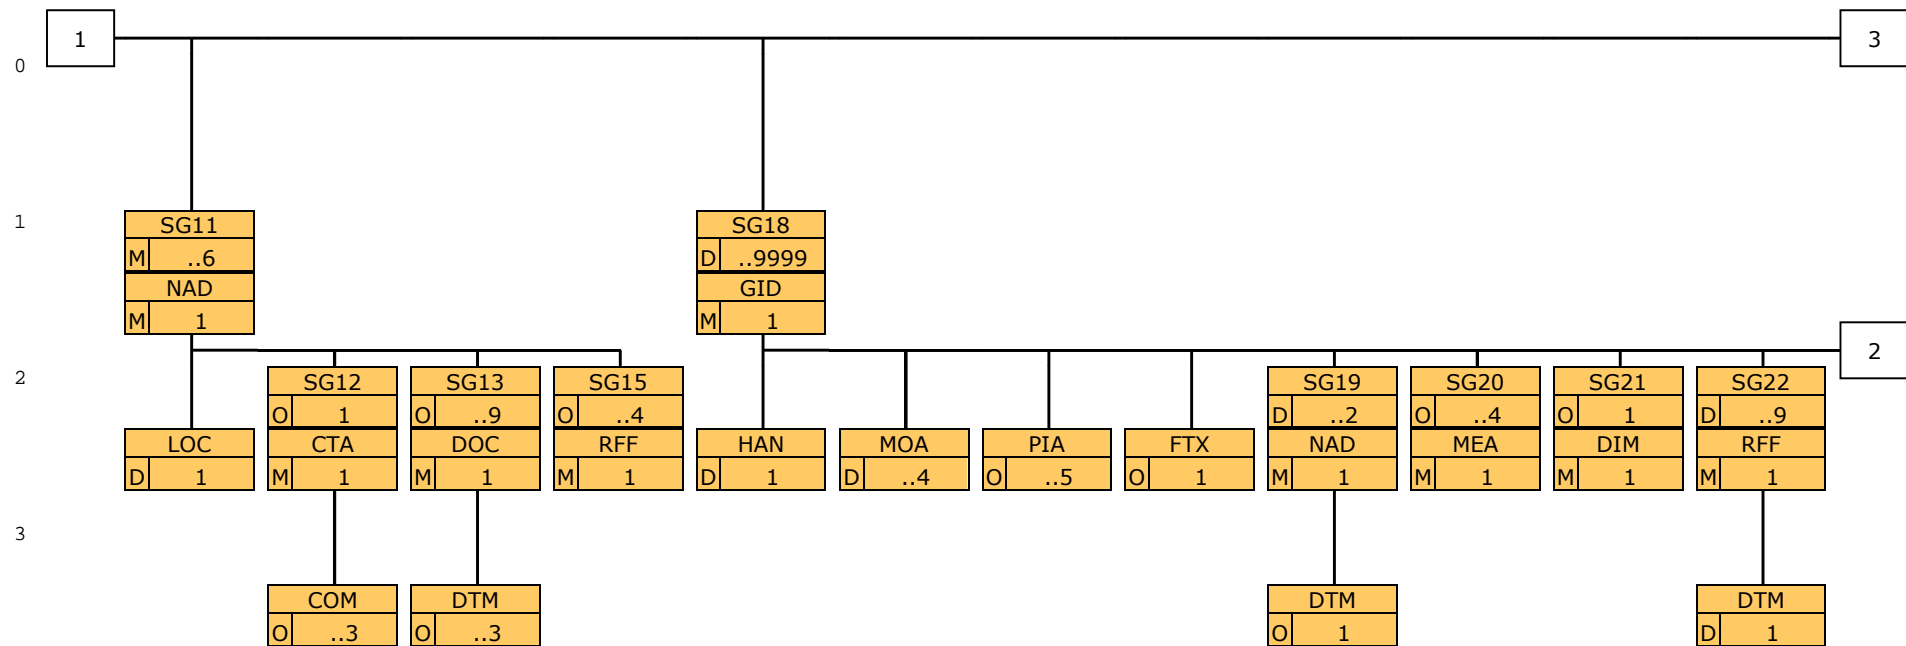 1 3
0
1 SG11 SG18
M ..6 D ..9999
NAD GID
M 1 M 1
2
2 SG12 SG13 SG15 SG19 SG20 SG21 SG22
O 1 O ..9 O ..4 D ..2 O ..4 O 1 D ..9
LOC CTA DOC RFF HAN MOA PIA FTX NAD MEA DIM RFF
D 1 M 1 M 1 M 1 D 1 D ..4 O ..5 O 1 M 1 M 1 M 1 M 1
3
COM DTM DTM DTM
O ..3 O ..3 O 1 D 1